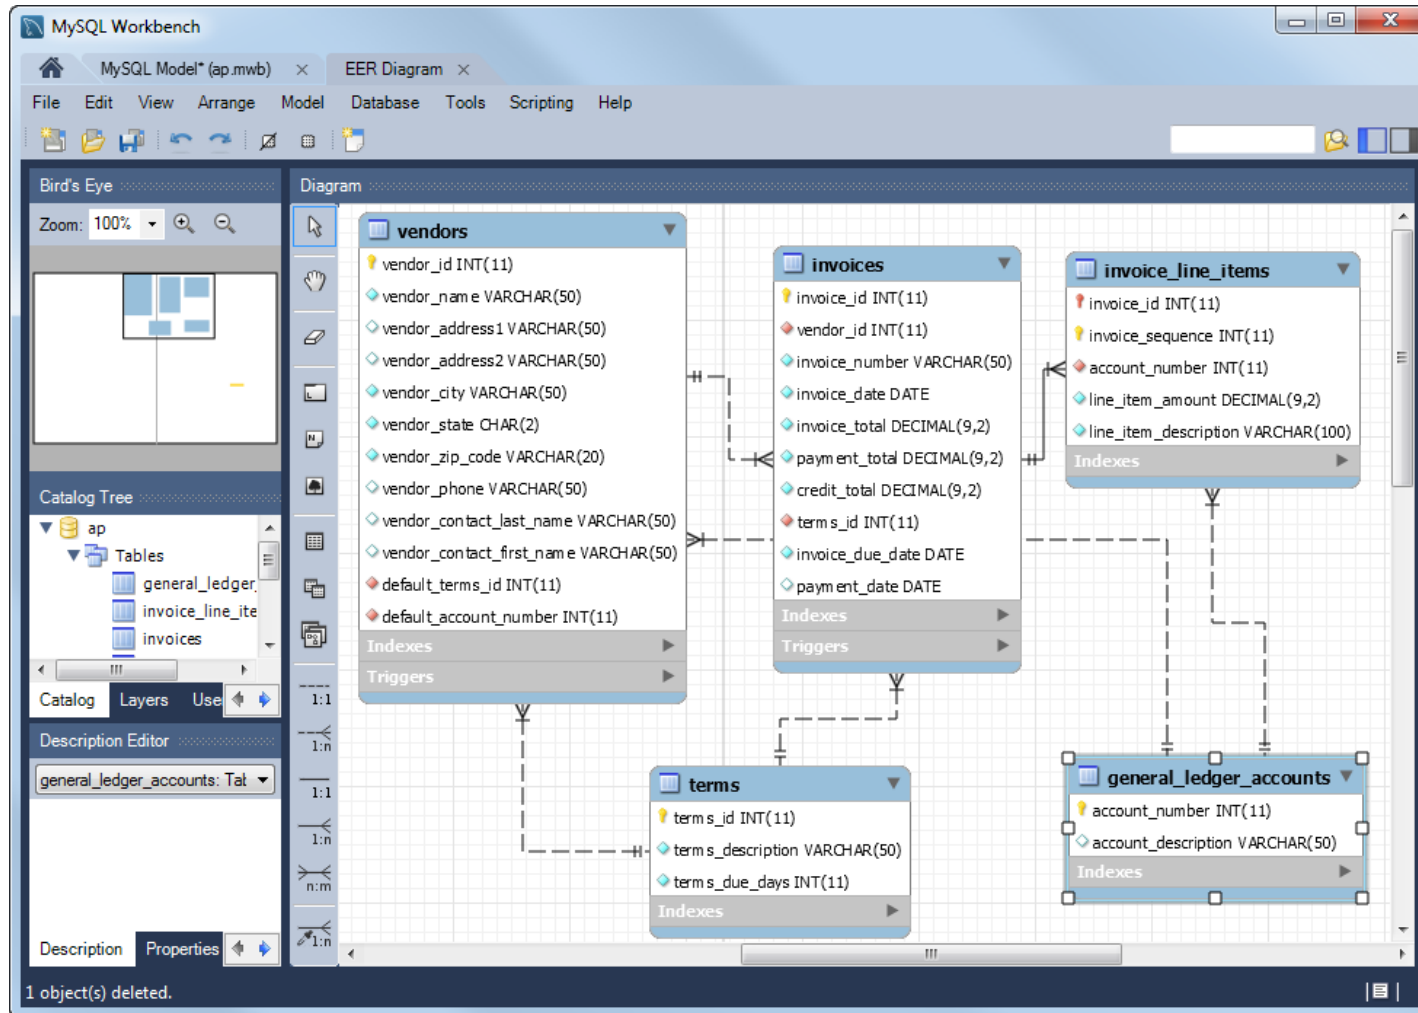 MySQL Workbench
MySQL Model* (ap.mwb) ×
EER Diagram ×
File Edit View Arrange Model Database Tools Scripting Help
Bird's Eye
Zoom: 100%
Catalog Tree
ap
Tables
general_ledger_
invoice_line_ite
invoices
Catalog Layers Use
Description Editor
general_ledger_accounts: Tab
Description Properties
Diagram
1:1
1:n
1:1
1:n
n:m
1:n
vendors
vendor_id INT(11)
vendor_name VARCHAR(50)
vendor_address1 VARCHAR(50)
vendor_address2 VARCHAR(50)
vendor_city VARCHAR(50)
vendor_state CHAR(2)
vendor_zip_code VARCHAR(20)
vendor_phone VARCHAR(50)
vendor_contact_last_name VARCHAR(50)
vendor_contact_first_name VARCHAR(50)
default_terms_id INT(11)
default_account_number INT(11)
Indexes
Triggers
invoices
invoice_id INT(11)
vendor_id INT(11)
invoice_number VARCHAR(50)
invoice_date DATE
invoice_total DECIMAL(9,2)
payment_total DECIMAL(9,2)
credit_total DECIMAL(9,2)
terms_id INT(11)
invoice_due_date DATE
payment_date DATE
Indexes
Triggers
invoice_line_items
invoice_id INT(11)
invoice_sequence INT(11)
account_number INT(11)
line_item_amount DECIMAL(9,2)
line_item_description VARCHAR(100)
Indexes
terms
terms_id INT(11)
terms_description VARCHAR(50)
terms_due_days INT(11)
Indexes
general_ledger_accounts
account_number INT(11)
account_description VARCHAR(50)
Indexes
1 object(s) deleted.